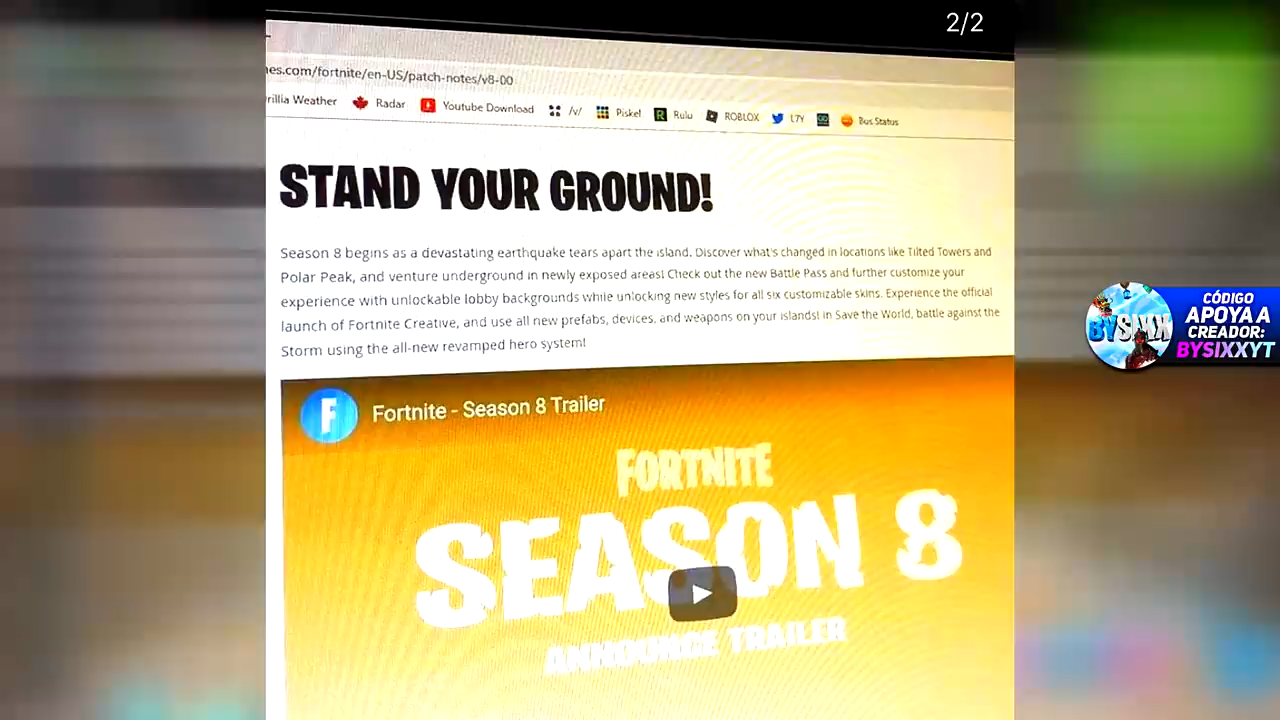 2/2
nes.com/fortnite/en-US/patch-notes/v8-00
rillia Weather Radar Youtube Download /v/ Piskel Rulu ROBLOX L7Y Bus Status
STAND YOUR GROUND!
Season 8 begins as a devastating earthquake tears apart the island. Discover what's changed in locations like Tilted Towers and
Polar Peak, and venture underground in newly exposed areas! Check out the new Battle Pass and further customize your
experience with unlockable lobby backgrounds while unlocking new styles for all six customizable skins. Experience the official
launch of Fortnite Creative, and use all new prefabs, devices, and weapons on your islands! In Save the World, battle against the
Storm using the all-new revamped hero system!
F
Fortnite - Season 8 Trailer
FORTNITE
SEASON 8
ANNOUNCE TRAILER
BYSIXX
CÓDIGO
APOYA A
CREADOR:
BYSIXXYT